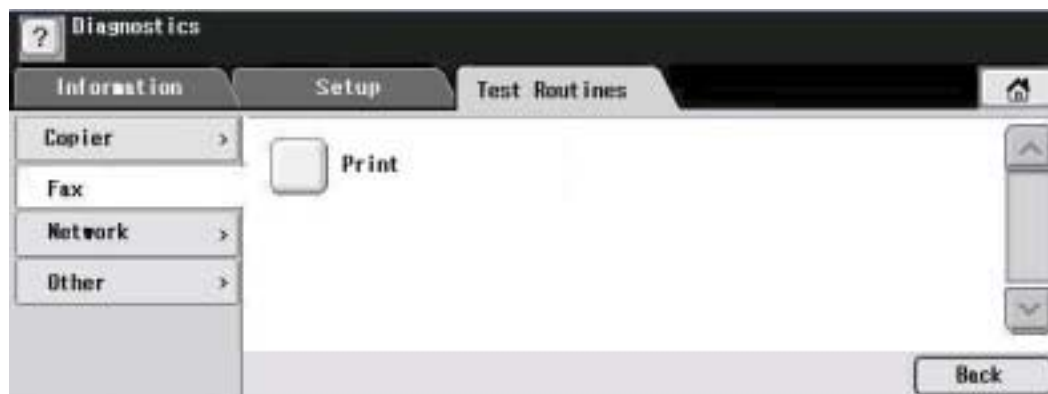 ?
Diagnostics
Information
Setup
Test Routines
Copier >
Print
Fax
Network >
Other >
Back